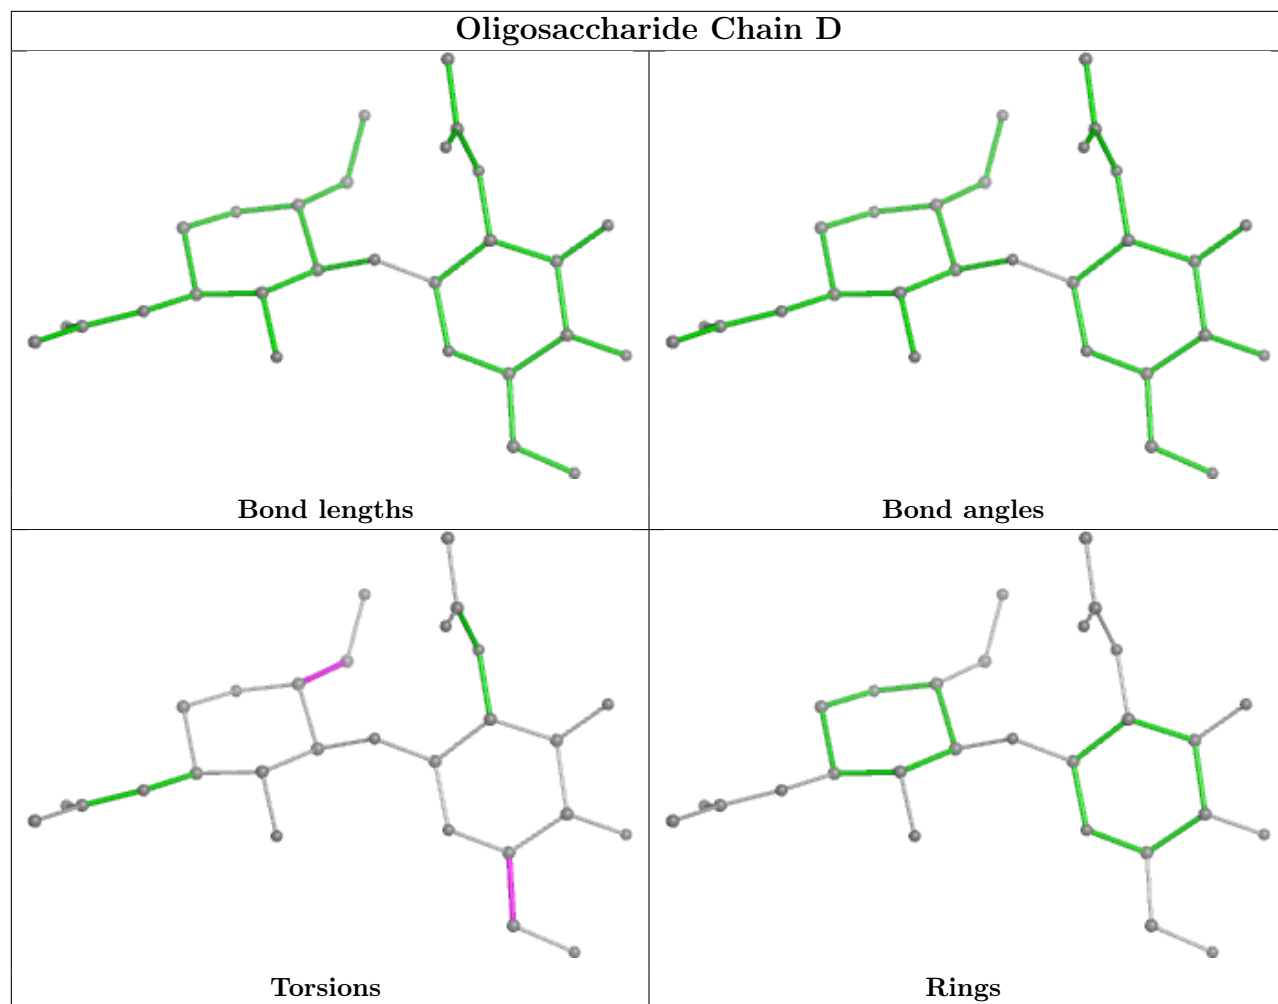 Oligosaccharide Chain D
Bond lengths
Bond angles
Torsions
Rings